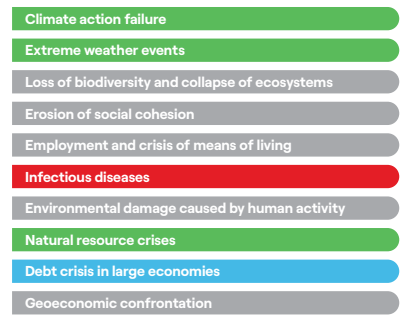 Climate action failure
Extreme weather events
Loss of biodiversity and collapse of ecosystems
Erosion of social cohesion
Employment and crisis of means of living
Infectious diseases
Environmental damage caused by human activity
Natural resource crises
Debt crisis in large economies
Geoeconomic confrontation